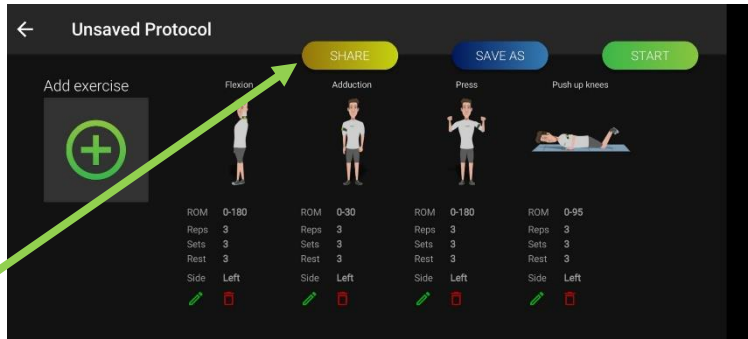 Unsaved Protocol
SHARE
SAVE AS
START
Add exercise
Flexion
Adduction
Press
Push up knees
ROM 0-180
Reps 3
Sets 3
Rest 3
Side Left
ROM 0-30
Reps 3
Sets 3
Rest 3
Side Left
ROM 0-180
Reps 3
Sets 3
Rest 3
Side Left
ROM 0-95
Reps 3
Sets 3
Rest 3
Side Left